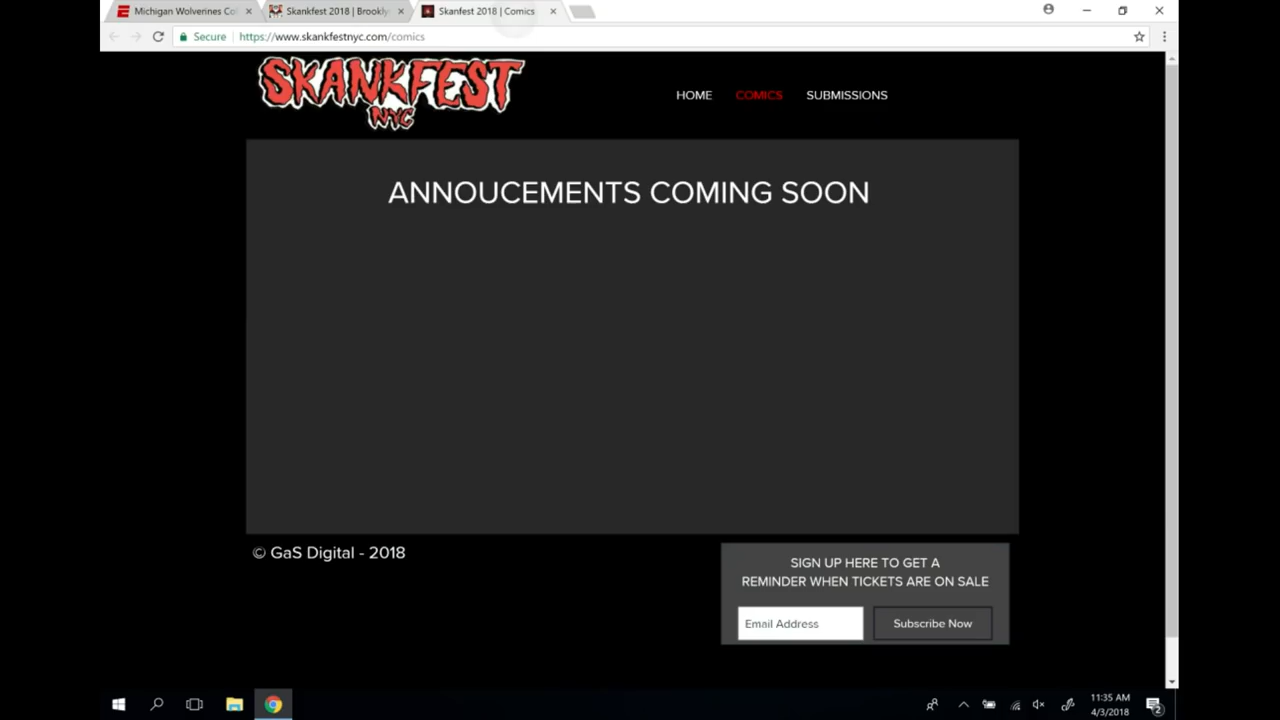 Michigan Wolverines Co
Skankfest 2018 | Brookly
Skanfest 2018 | Comics
Secure
https://www.skankfestnyc.com/comics
SKANKFEST
NYC
HOME
COMICS
SUBMISSIONS
ANNOUCEMENTS COMING SOON
© GaS Digital - 2018
SIGN UP HERE TO GET A
REMINDER WHEN TICKETS ARE ON SALE
Email Address
Subscribe Now
11:35 AM
4/3/2018
2